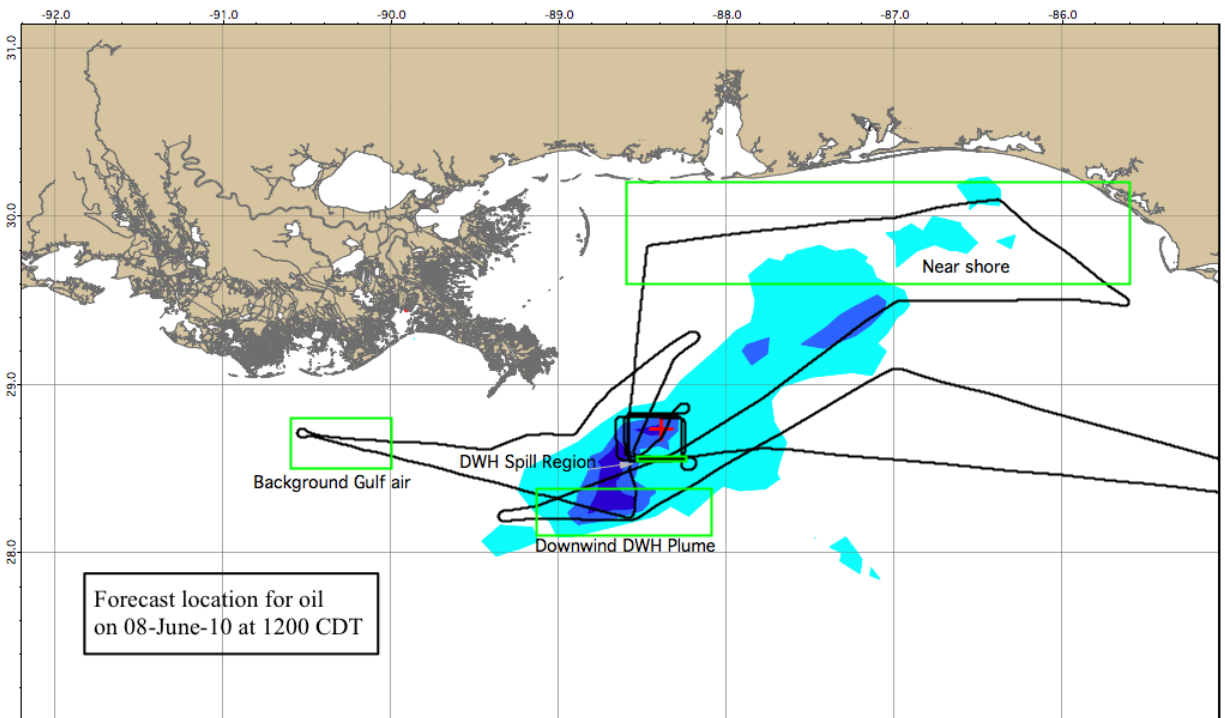 -92.0 -91.0 -90.0 -89.0 -88.0 -87.0 -86.0
31.0
30.0
Near shore
29.0
DWH Spill Region
Background Gulf air
Downwind DWH Plume
28.0
Forecast location for oil
on 08-June-10 at 1200 CDT